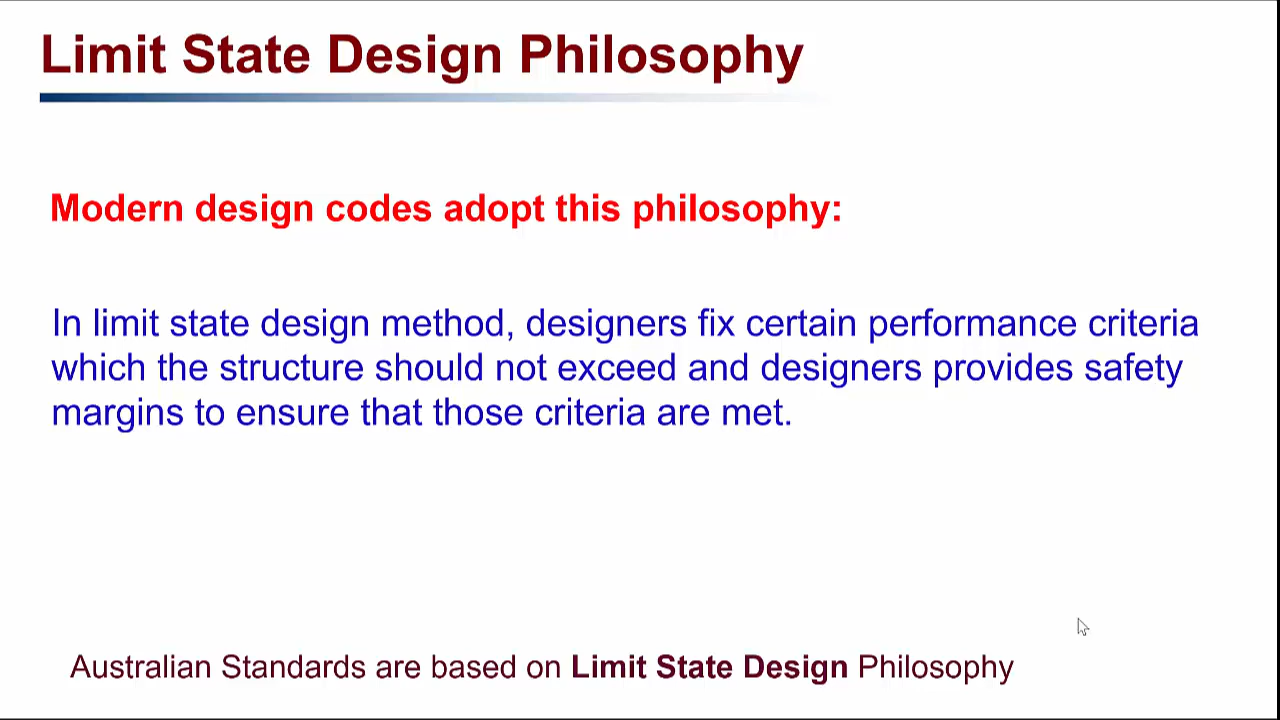 Limit State Design Philosophy
Modern design codes adopt this philosophy:
In limit state design method, designers fix certain performance criteria
which the structure should not exceed and designers provides safety
margins to ensure that those criteria are met.
Australian Standards are based on Limit State Design Philosophy